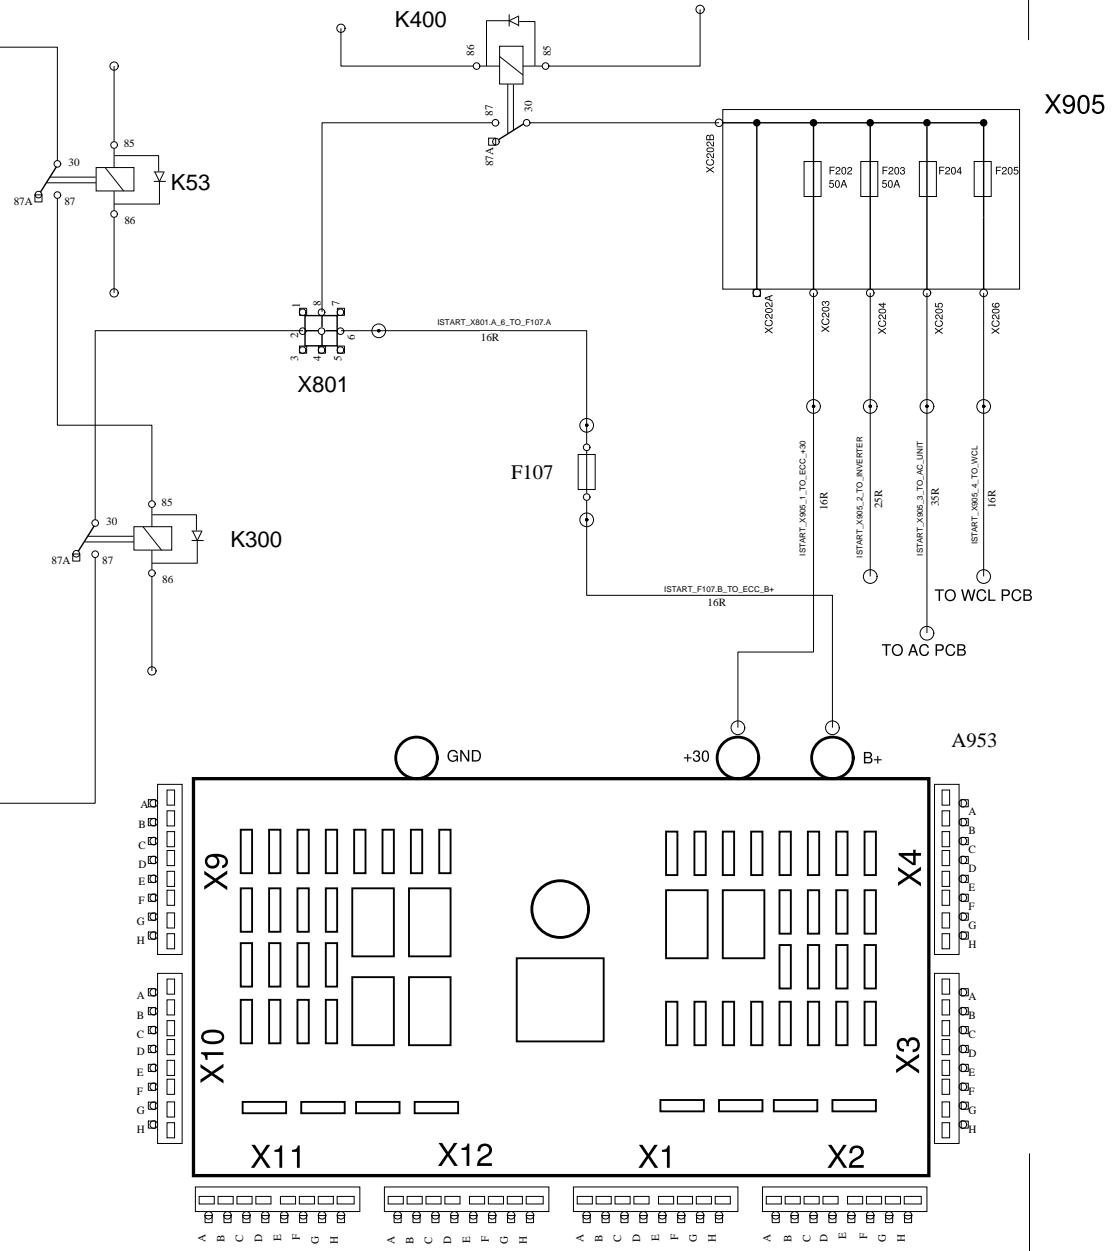 K400
86
85
X905
87
30
87A
XC202B
85
30
K53
87A
87
86
F202
50A
F203
50A
F204
F205
XC202A
XC203
XC204
XC205
XC206
1
8
7
2
6
3
4
5
X801
ISTART_X801.A_6_TO_F107.A
16R
F107
ISTART_X905_1_TO_ECC_+30
16R
ISTART_X905_2_TO_INVERTER
25R
ISTART_X905_3_TO_AC_UNIT
35R
ISTART_X905_4_TO_WCL
16R
85
30
K300
87A
87
86
ISTART_F107.B_TO_ECC_B+
16R
TO WCL PCB
TO AC PCB
A953
GND
+30
B+
A
B
C
D
E
F
G
H
X9
X4
A
B
C
D
E
F
G
H
A
B
C
D
E
F
G
H
X10
X3
A
B
C
D
E
F
G
H
X11
X12
X1
X2
A
B
C
D
E
F
G
H
A
B
C
D
E
F
G
H
A
B
C
D
E
F
G
H
A
B
C
D
E
F
G
H